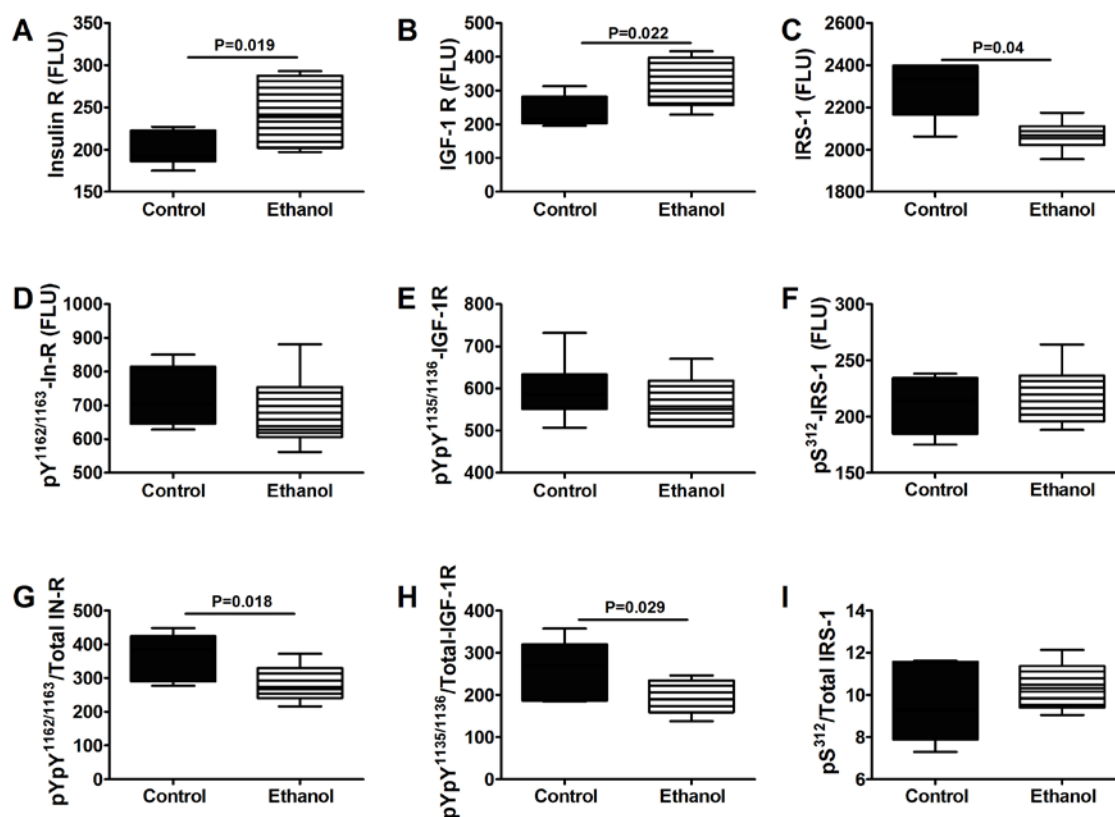 A
Insulin R (FLU)
350
300
250
200
150
P=0.019
Control
Ethanol
B
IGF-1 R (FLU)
500
400
300
200
100
0
P=0.022
Control
Ethanol
C
IRS-1 (FLU)
2600
2400
2200
2000
1800
P=0.04
Control
Ethanol
D
pY1162/1163-In-R (FLU)
1000
900
800
700
600
500
Control
Ethanol
E
pYpY1135/1136-IGF-1R
800
700
600
500
400
Control
Ethanol
F
pS312-IRS-1 (FLU)
300
250
200
150
Control
Ethanol
G
pYpY1162/1163/Total IN-R
500
400
300
200
100
0
P=0.018
Control
Ethanol
H
pYpY1135/1136/Total-IGF-1R
400
300
200
100
0
P=0.029
Control
Ethanol
I
pS312/Total IRS-1
14
12
10
8
6
Control
Ethanol